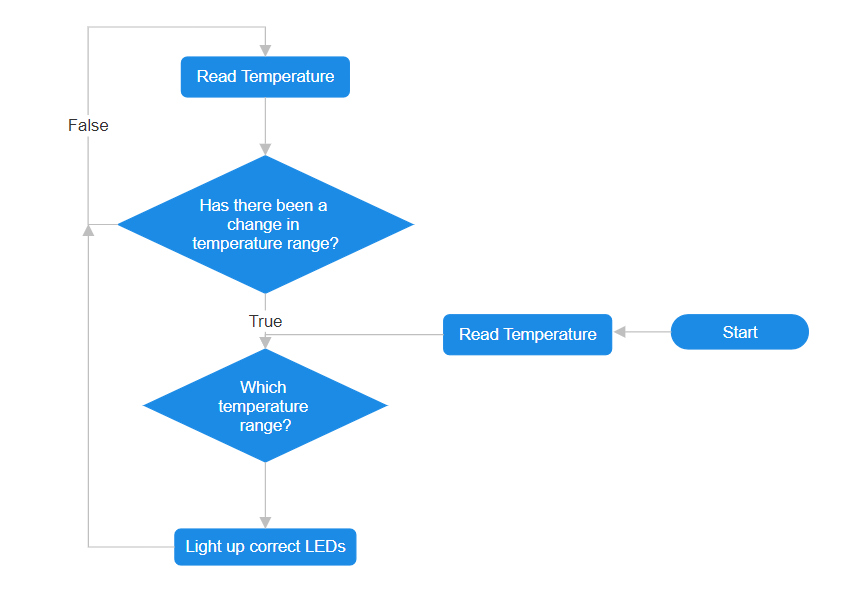 Read Temperature
False
Has there been a
change in
temperature range?
True
Read Temperature
Start
Which
temperature
range?
Light up correct LEDs